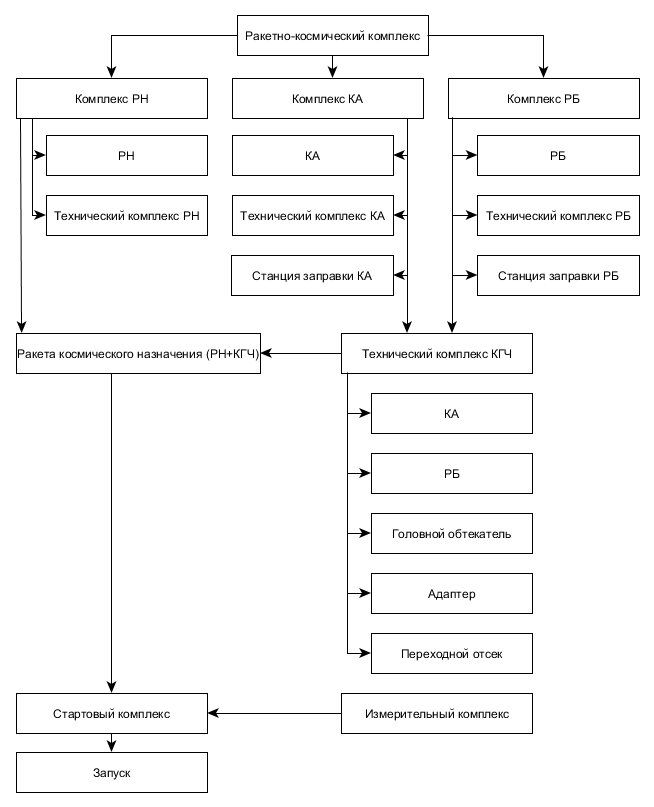 Ракетно-космический комплекс
Комплекс РН
Комплекс КА
Комплекс РБ
РН
КА
РБ
Технический комплекс РН
Технический комплекс КА
Технический комплекс РБ
Станция заправки КА
Станция заправки РБ
Ракета космического назначения (РН+КГЧ)
Технический комплекс КГЧ
КА
РБ
Головной обтекатель
Адаптер
Переходной отсек
Стартовый комплекс
Измерительный комплекс
Запуск